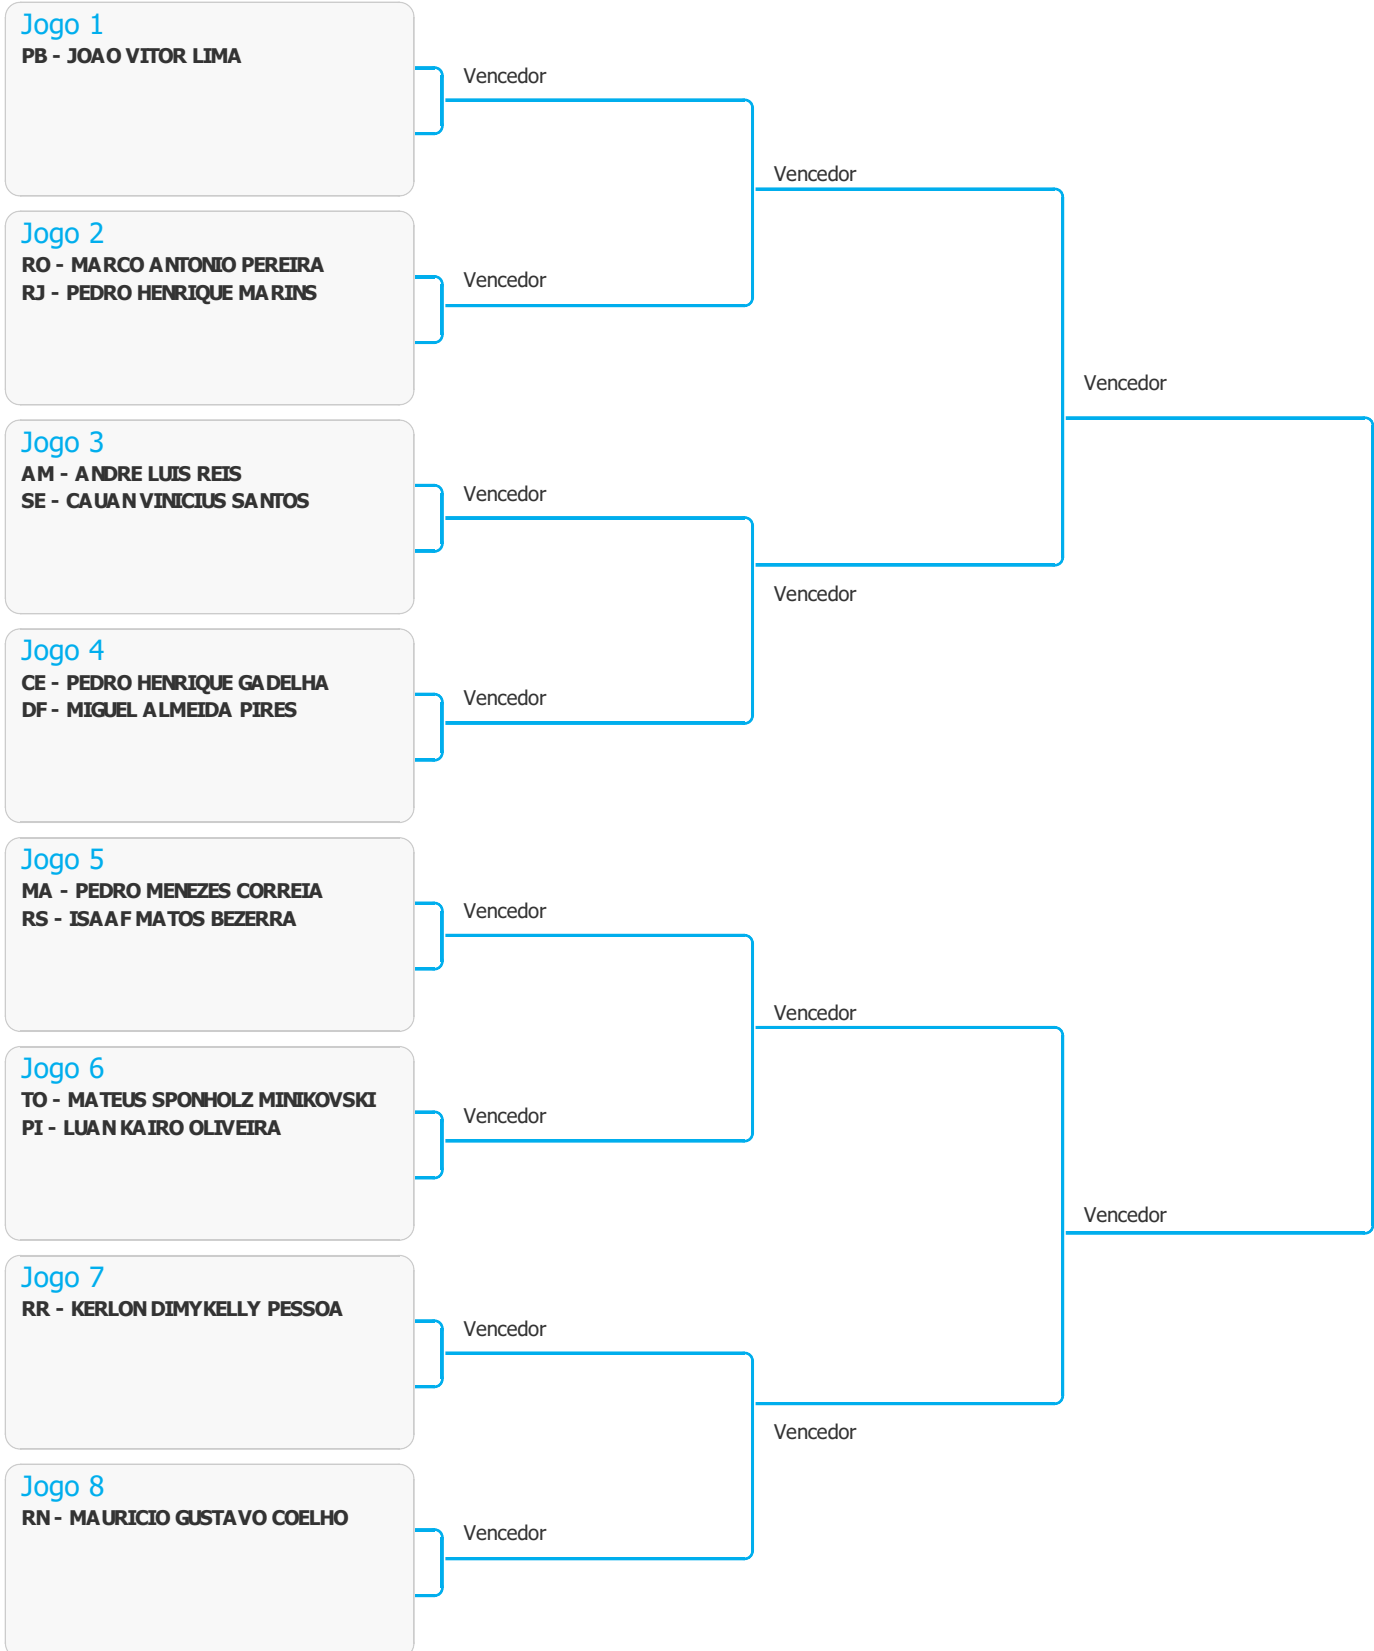 Jogo 1
PB - JOAO VITOR LIMA
Vencedor
Vencedor
Jogo 2
RO - MARCO ANTONIO PEREIRA
RJ - PEDRO HENRIQUE MARINS
Vencedor
Vencedor
Jogo 3
AM - ANDRE LUIS REIS
SE - CAUAN VINICIUS SANTOS
Vencedor
Vencedor
Jogo 4
CE - PEDRO HENRIQUE GADELHA
DF - MIGUEL ALMEIDA PIRES
Vencedor
Jogo 5
MA - PEDRO MENEZES CORREIA
RS - ISAAF MATOS BEZERRA
Vencedor
Vencedor
Jogo 6
TO - MATEUS SPONHOLZ MINIKOVSKI
PI - LUAN KAIRO OLIVEIRA
Vencedor
Vencedor
Jogo 7
RR - KERLON DIMYKELLY PESSOA
Vencedor
Vencedor
Jogo 8
RN - MAURICIO GUSTAVO COELHO
Vencedor